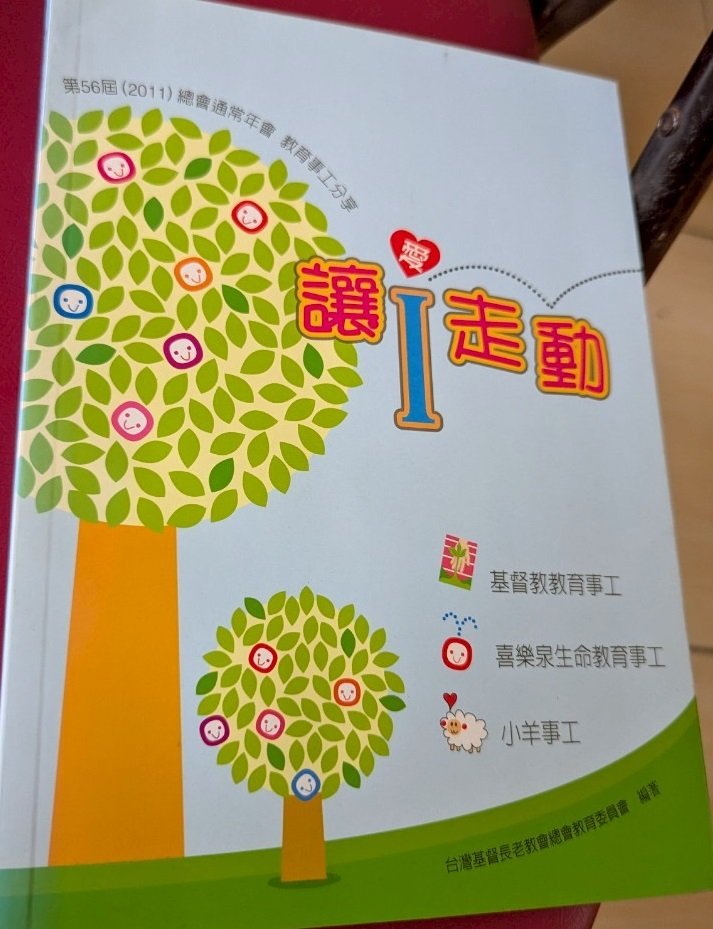 第56屆(2011)總會通常年會 教育事工分享
愛
讓I走動
基督教教育事工
喜樂泉生命教育事工
小羊事工
台灣基督長老教會總會教育委員會 編著